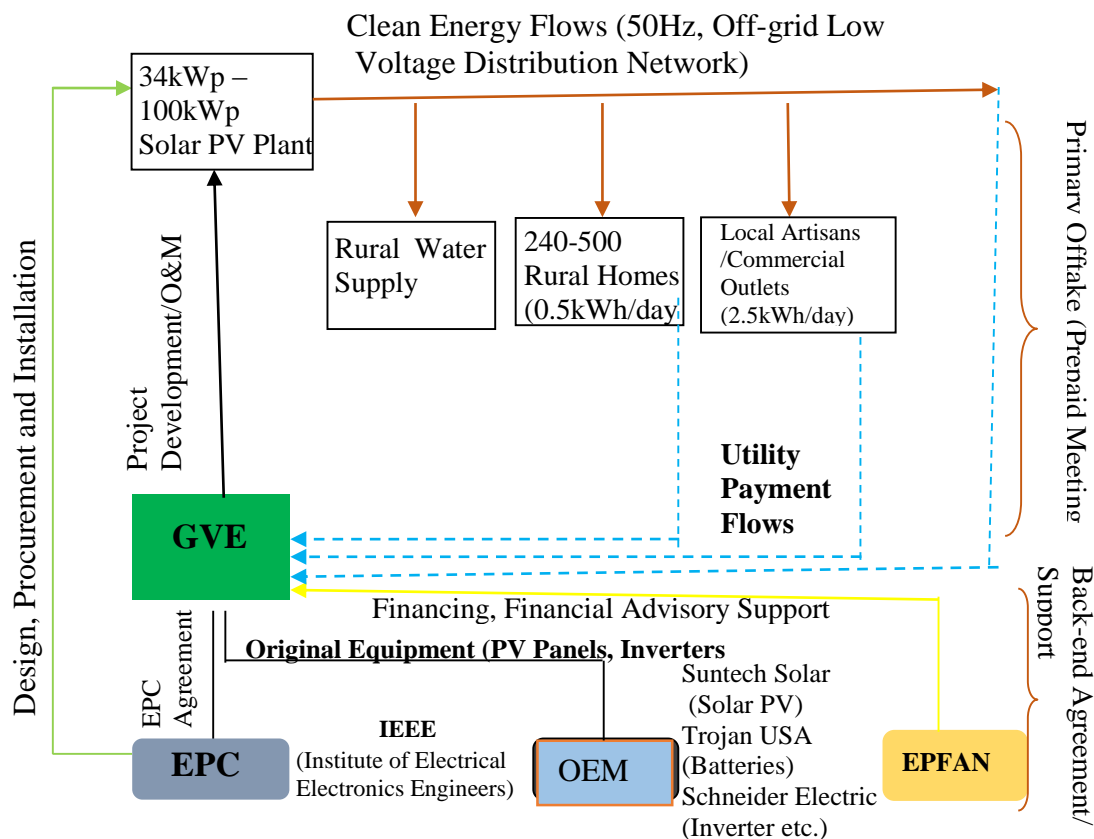 Clean Energy Flows (50Hz, Off-grid Low
Voltage Distribution Network)
34kWp –
100kWp
Solar PV Plant
Rural Water
Supply
240-500
Rural Homes
(0.5kWh/day
Local Artisans
/Commercial
Outlets
(2.5kWh/day)
Primary Offtake (Prepaid Meeting
Design, Procurement and Installation
Project
Development/O&M
Utility
Payment
Flows
GVE
Financing, Financial Advisory Support
Back-end Agreement/
Support
EPC
Agreement
Original Equipment (PV Panels, Inverters
EPC
IEEE
(Institute of Electrical
Electronics Engineers)
OEM
Suntech Solar
(Solar PV)
Trojan USA
(Batteries)
Schneider Electric
(Inverter etc.)
EPFAN